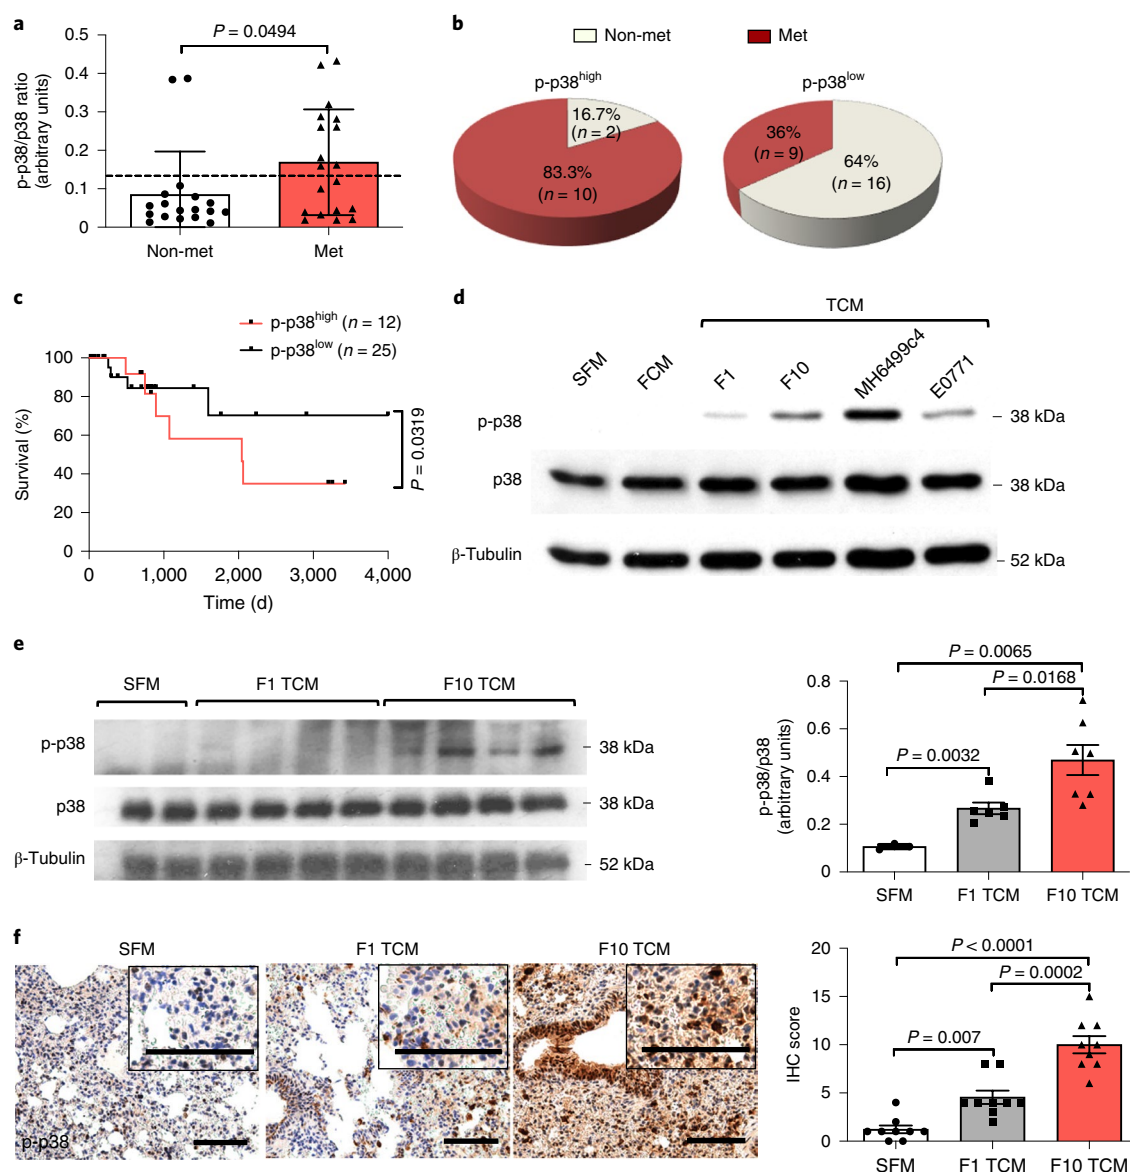 a
P = 0.0494
p-p38/p38 ratio
(arbitrary units)
0.5
0.4
0.3
0.2
0.1
0
Non-met
Met
b
Non-met
Met
p-p38high
16.7%
(n = 2)
83.3%
(n = 10)
p-p38low
36%
(n = 9)
64%
(n = 16)
c
p-p38high (n = 12)
p-p38low (n = 25)
Survival (%)
100
80
60
40
20
0
0
1,000
2,000
3,000
4,000
Time (d)
P = 0.0319
d
TCM
SFM
FCM
F1
F10
MH6499c4
E0771
p-p38
38 kDa
p38
38 kDa
β-Tubulin
52 kDa
e
SFM
F1 TCM
F10 TCM
p-p38
38 kDa
p38
38 kDa
β-Tubulin
52 kDa
P = 0.0065
P = 0.0168
P = 0.0032
p-p38/p38
(arbitrary units)
0.8
0.6
0.4
0.2
0
SFM
F1 TCM
F10 TCM
f
SFM
F1 TCM
F10 TCM
p-p38
P < 0.0001
P = 0.0002
P = 0.007
IHC score
20
15
10
5
0
SFM
F1 TCM
F10 TCM